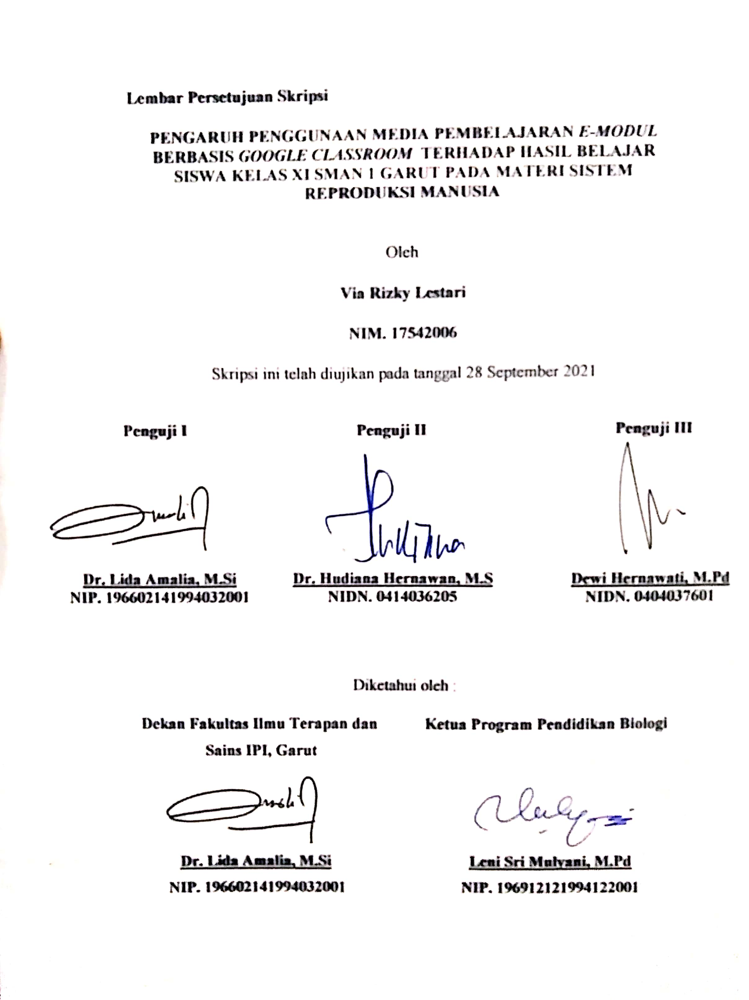 Lembar Persetujuan Skripsi
PENGARUH PENGGUNAAN MEDIA PEMBELAJARAN E-MODUL
BERBASIS GOOGLE CLASSROOM TERHADAP HASIL BELAJAR
SISWA KELAS XI SMAN 1 GARUT PADA MATERI SISTEM
REPRODUKSI MANUSIA
Oleh
Via Rizky Lestari
NIM. 17542006
Skripsi ini telah diujikan pada tanggal 28 September 2021
Penguji I Penguji II Penguji III
Dr. Lida Amalia, M.Si Dr. Hudiana Hernawan, M.S Dewi Hernawati, M.Pd
NIP. 196602141994032001 NIDN. 0414036205 NIDN. 0404037601
Diketahui oleh :
Dekan Fakultas Ilmu Terapan dan Ketua Program Pendidikan Biologi
Sains IPI, Garut
Dr. Lida Amalia, M.Si Leni Sri Mulyani, M.Pd
NIP. 196602141994032001 NIP. 196912121994122001